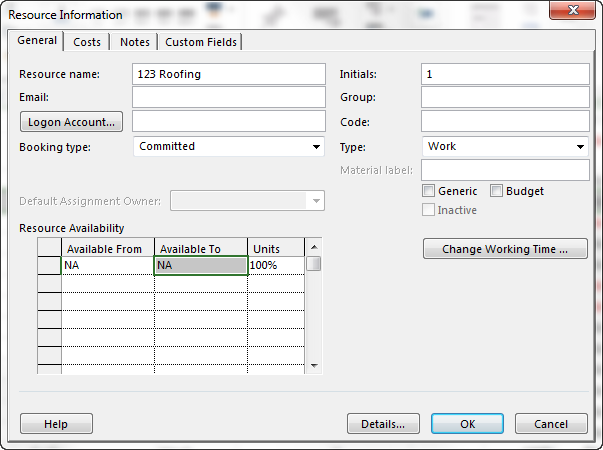 Resource Information
General Costs Notes Custom Fields
Resource name: 123 Roofing Initials: 1
Email: Group:
Logon Account... Code:
Booking type: Committed Type: Work
Material label:
Generic Budget
Default Assignment Owner: Inactive
Resource Availability
Available From Available To Units Change Working Time ...
NA NA 100%
Help Details... OK Cancel